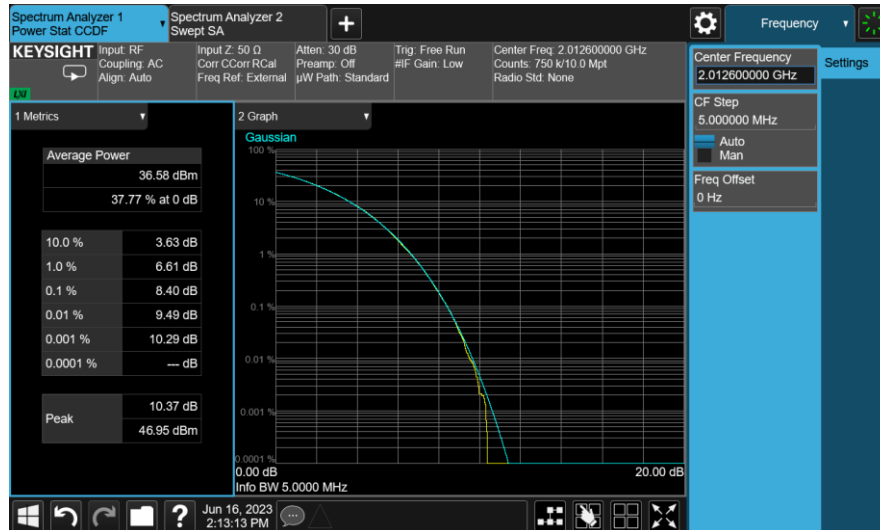 Spectrum Analyzer 1
Power Stat CCDF
Spectrum Analyzer 2
Swept SA
Frequency
KEYSIGHT
Input: RF
Coupling: AC
Align: Auto
Input Z: 50 Ω
Corr CCorr RCal
Freq Ref: External
Atten: 30 dB
Preamp: Off
µW Path: Standard
Trig: Free Run
#IF Gain: Low
Center Freq: 2.012600000 GHz
Counts: 750 k/10.0 Mpt
Radio Std: None
LXI
Center Frequency
2.012600000 GHz
Settings
CF Step
5.000000 MHz
Auto
Man
Freq Offset
0 Hz
1 Metrics
Average Power
36.58 dBm
37.77 % at 0 dB
10.0 % 3.63 dB
1.0 % 6.61 dB
0.1 % 8.40 dB
0.01 % 9.49 dB
0.001 % 10.29 dB
0.0001 % --- dB
Peak
10.37 dB
46.95 dBm
2 Graph
Gaussian
100 %
10 %
1 %
0.1 %
0.01 %
0.001 %
0.0001 %
0.00 dB 20.00 dB
Info BW 5.0000 MHz
?
Jun 16, 2023
2:13:13 PM